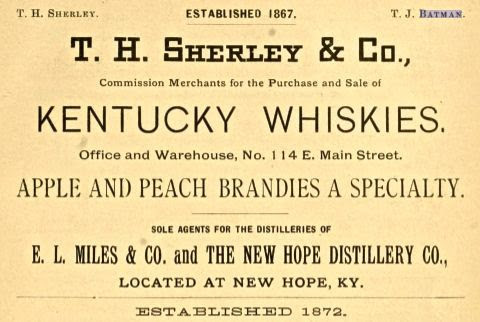 T. H. SHERLEY. ESTABLISHED 1867. T. J. BATMAN.
T. H. SHERLEY & CO.,
Commission Merchants for the Purchase and Sale of
KENTUCKY WHISKIES.
Office and Warehouse, No. 114 E. Main Street.
APPLE AND PEACH BRANDIES A SPECIALTY.
SOLE AGENTS FOR THE DISTILLERIES OF
E. L. MILES & CO. and THE NEW HOPE DISTILLERY CO.,
LOCATED AT NEW HOPE, KY.
ESTABLISHED 1872.